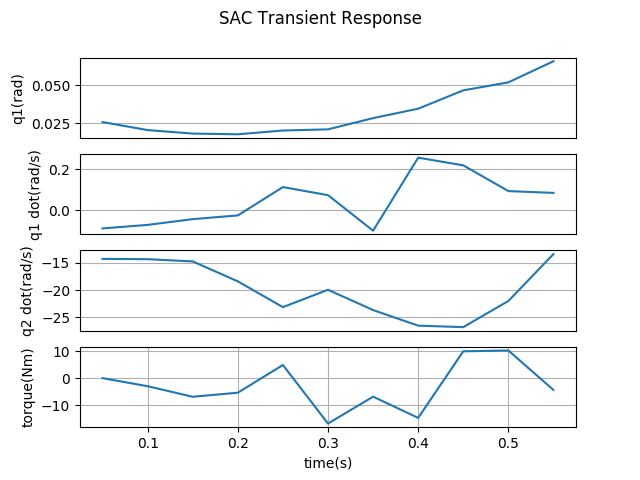 SAC Transient Response
q1(rad)
0.050
0.025
q1 dot(rad/s)
0.2
0.0
q2 dot(rad/s)
−15
−20
−25
torque(Nm)
10
0
−10
0.1 0.2 0.3 0.4 0.5
time(s)